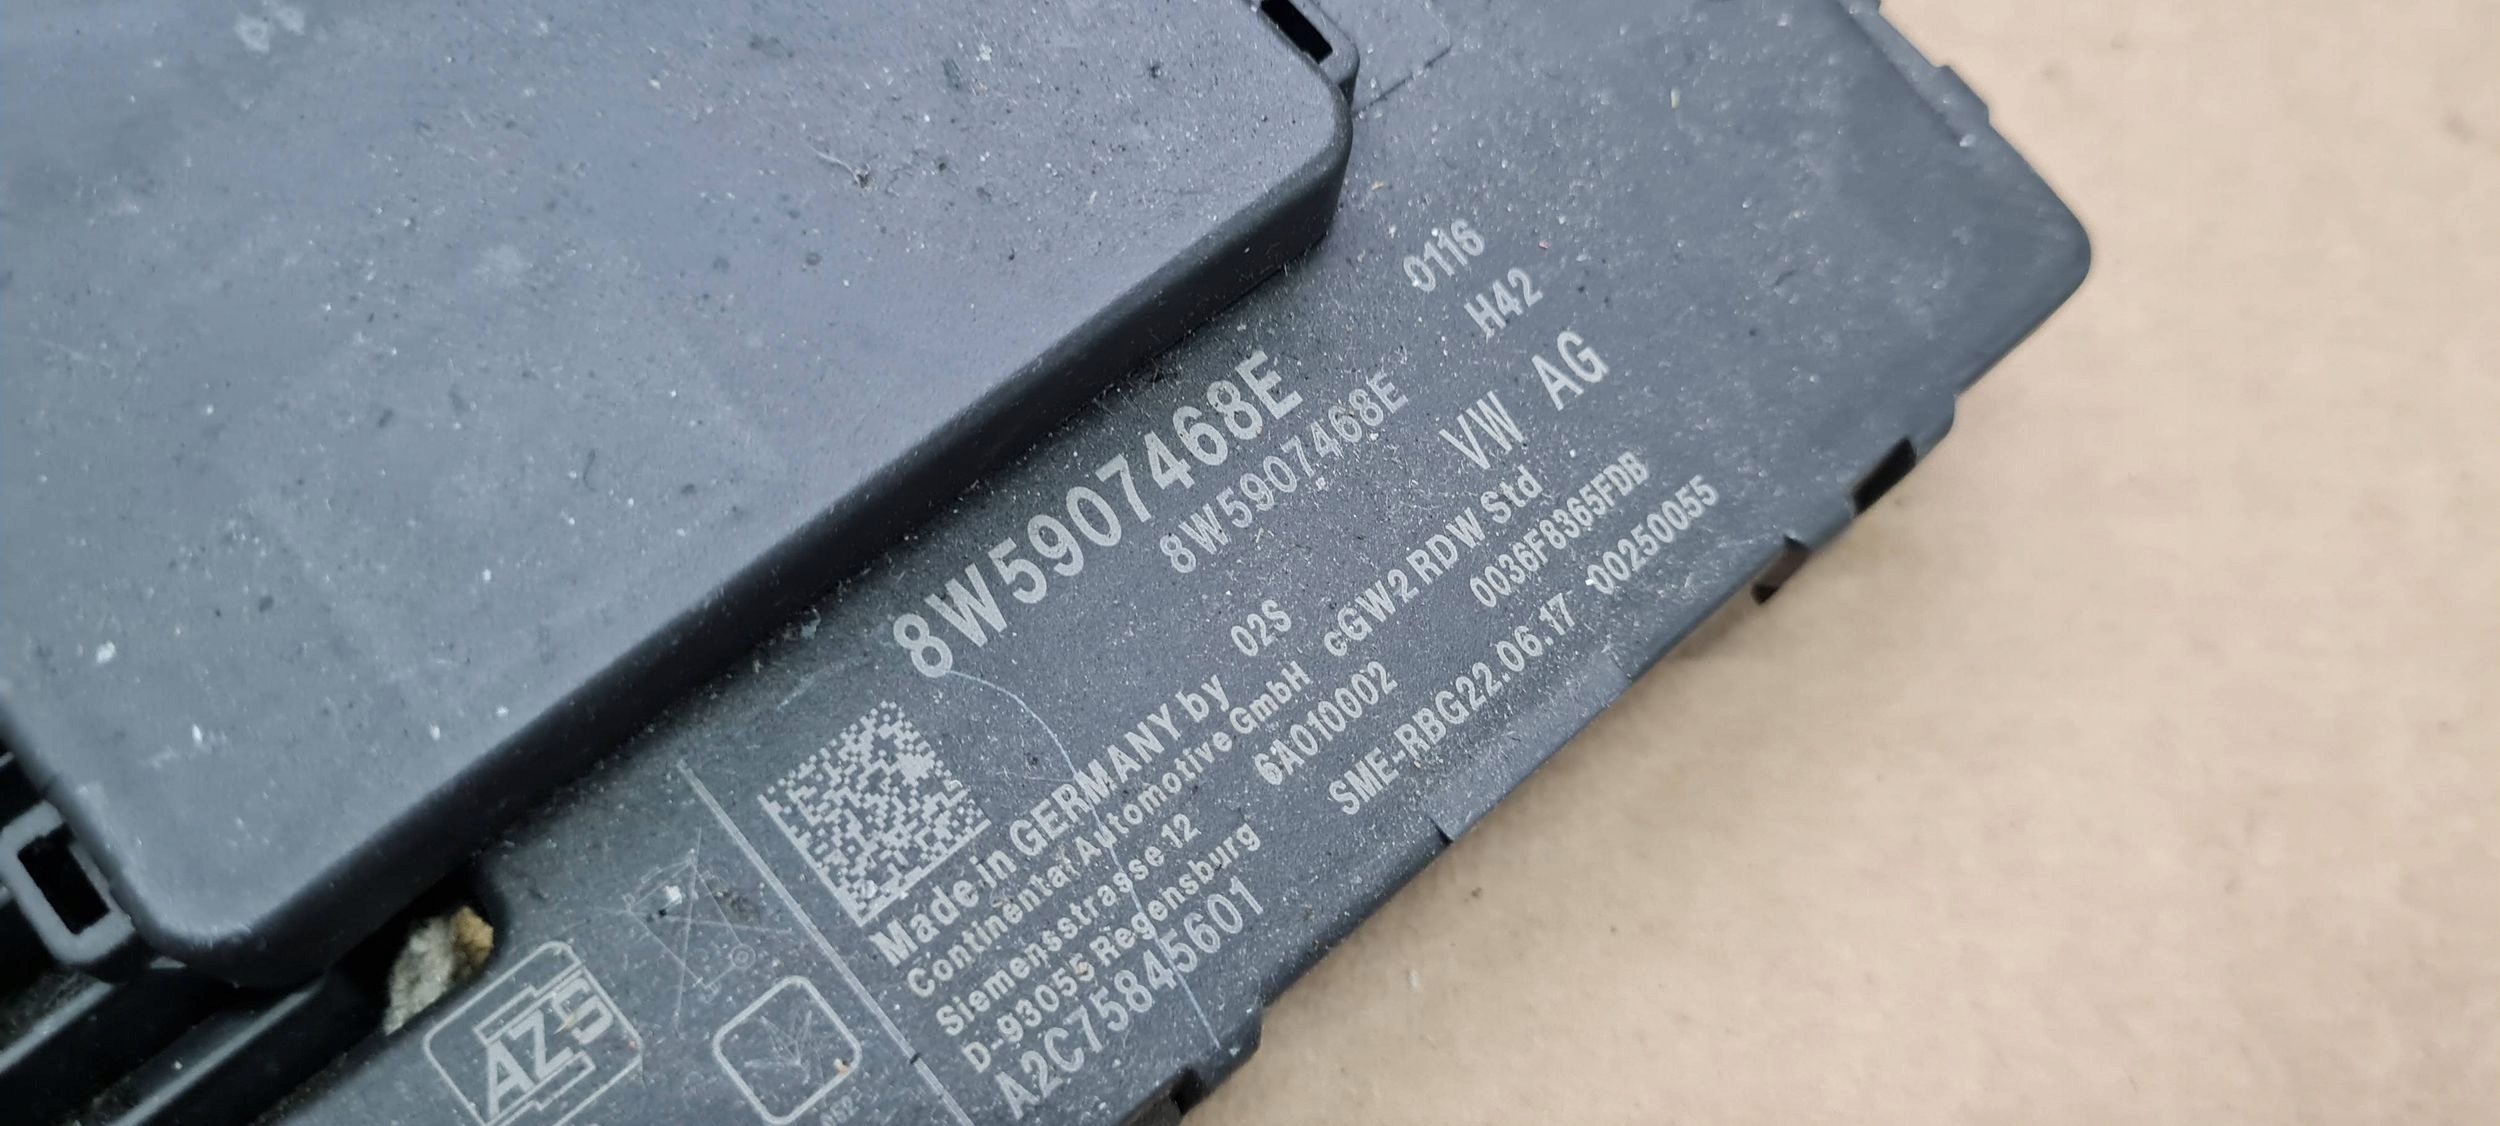 0116
8W5907468E H42
8W5907468E
VW AG
Made in GERMANY by 02S
Continental Automotive GmbH cGW2 RDW Std
Siemensstrasse 12 6A010002 0036F8365FDB
D-93055 Regensburg
A2C75845601 SME-RBG22.06.17 00250055
AZS